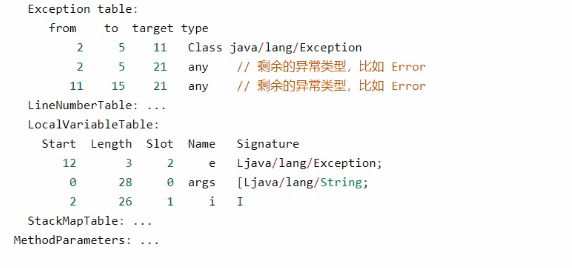 Exception table:
from to target type
2 5 11 Class java/lang/Exception
2 5 21 any // 剩余的异常类型，比如 Error
11 15 21 any // 剩余的异常类型，比如 Error
LineNumberTable: ...
LocalVariableTable:
Start Length Slot Name Signature
12 3 2 e Ljava/lang/Exception;
0 28 0 args [Ljava/lang/String;
2 26 1 i I
StackMapTable: ...
MethodParameters: ...